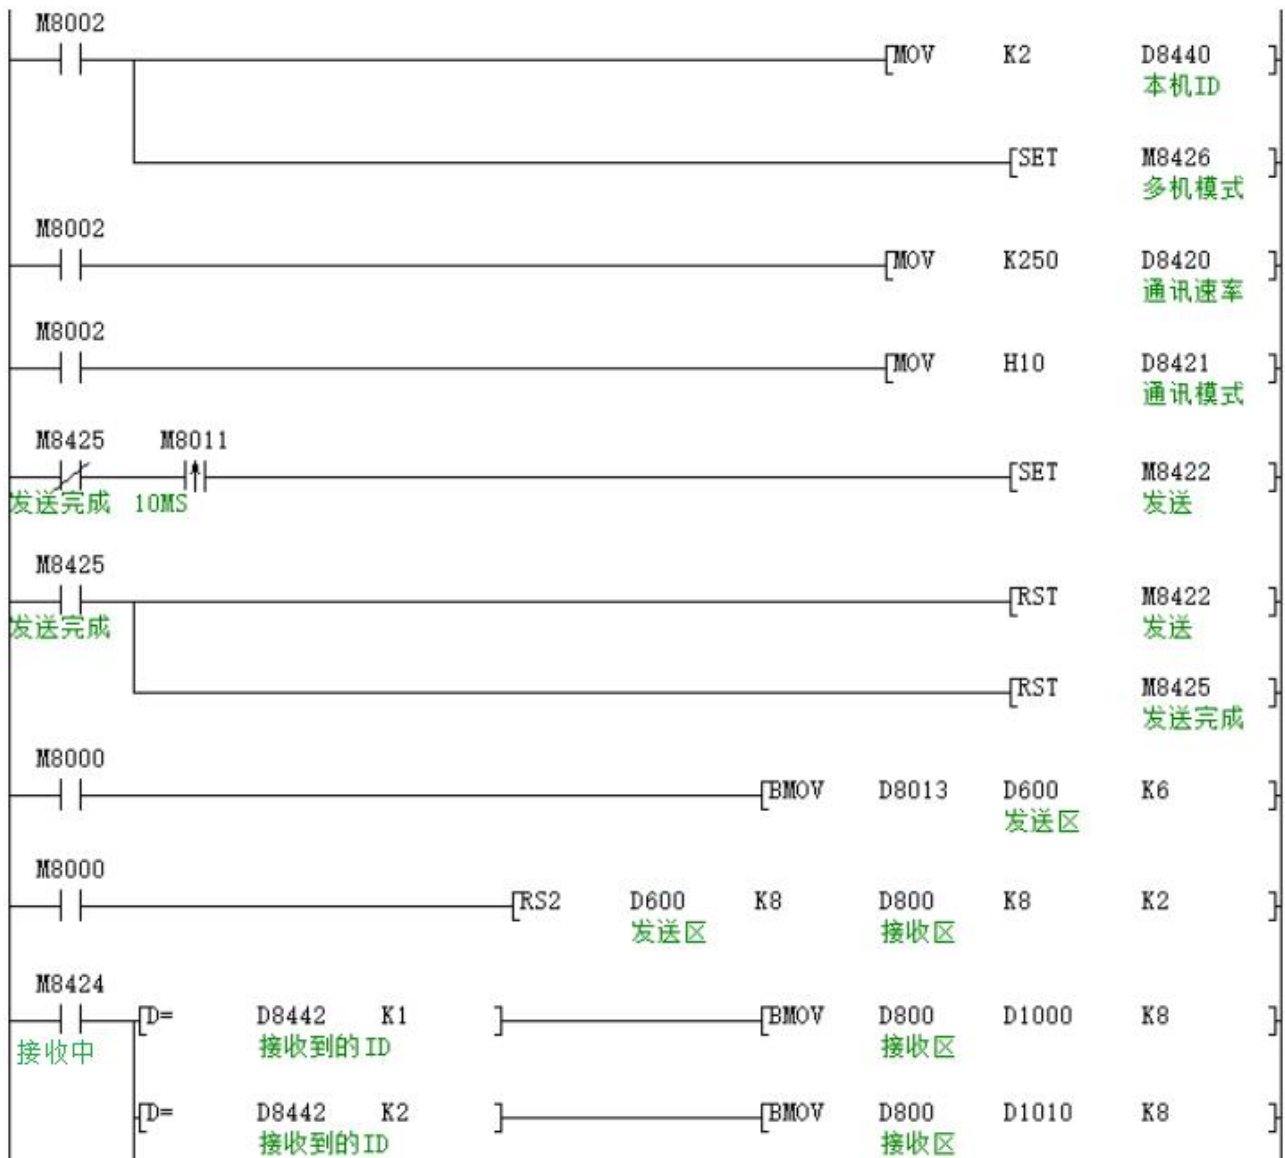 M8002
[MOV K2 D8440 ]
本机ID
[SET M8426 ]
多机模式
M8002
[MOV K250 D8420 ]
通讯速率
M8002
[MOV H10 D8421 ]
通讯模式
M8425 M8011
[SET M8422 ]
发送完成 10MS 发送
M8425
[RST M8422 ]
发送完成 发送
[RST M8425 ]
发送完成
M8000
[BMOV D8013 D600 K6 ]
发送区
M8000
[RS2 D600 K8 D800 K8 K2 ]
发送区 接收区
M8424
[D= D8442 K1 ] [BMOV D800 D1000 K8 ]
接收中 接收到的ID 接收区
[D= D8442 K2 ] [BMOV D800 D1010 K8 ]
接收到的ID 接收区